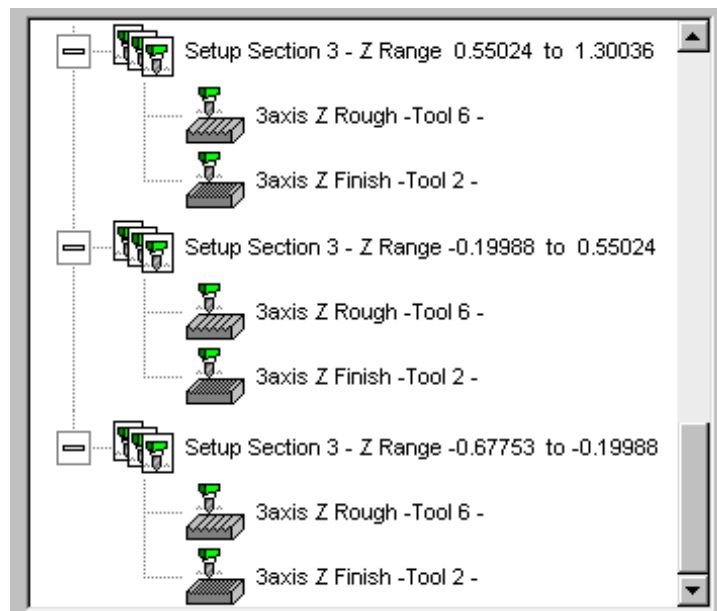 Setup Section 3 - Z Range 0.55024 to 1.30036
3axis Z Rough -Tool 6 -
3axis Z Finish -Tool 2 -
Setup Section 3 - Z Range -0.19988 to 0.55024
3axis Z Rough -Tool 6 -
3axis Z Finish -Tool 2 -
Setup Section 3 - Z Range -0.67753 to -0.19988
3axis Z Rough -Tool 6 -
3axis Z Finish -Tool 2 -